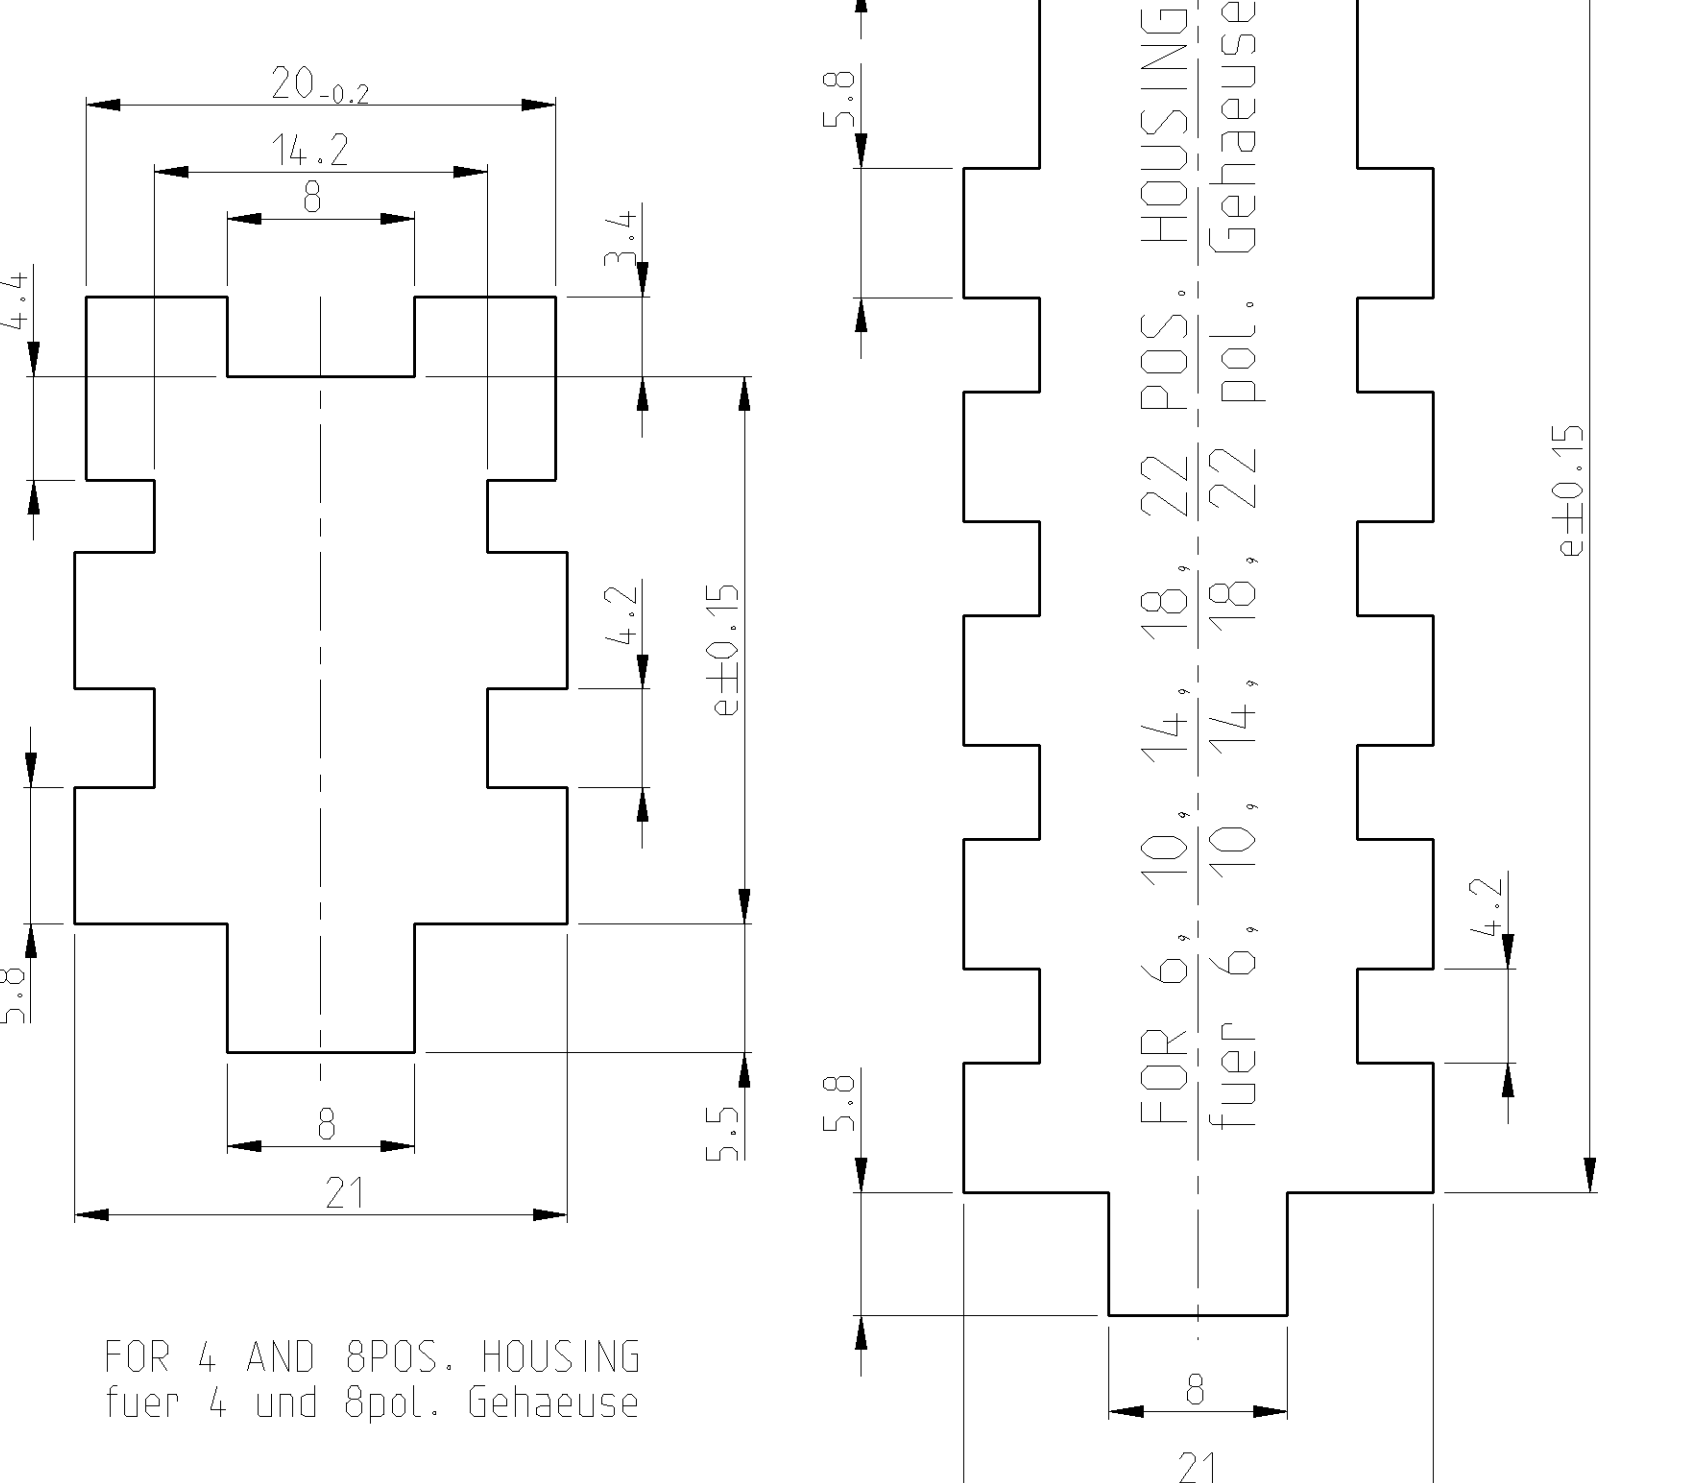 20-0.2
14.2
8
3.4
4.4
4.2
e±0.15
5.8
5.5
8
21
FOR 4 AND 8POS. HOUSING
fuer 4 und 8pol. Gehaeuse
5.8
FOR 6, 10, 14, 18, 22 POS. HOUSING
fuer 6, 10, 14, 18, 22 pol. Gehaeuse
e±0.15
4.2
5.8
8
21